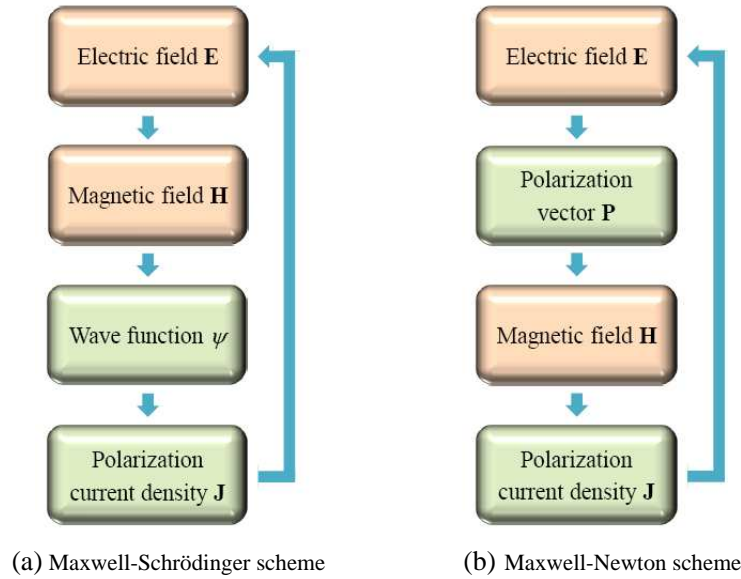 Electric field E
Magnetic field H
Wave function ψ
Polarization
current density J
(a) Maxwell-Schrödinger scheme
Electric field E
Polarization
vector P
Magnetic field H
Polarization
current density J
(b) Maxwell-Newton scheme